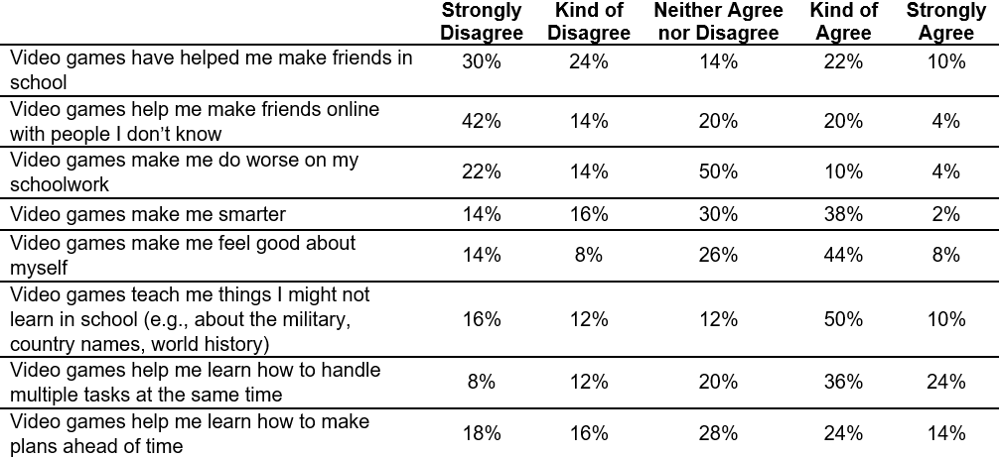 Strongly Disagree Kind of Disagree Neither Agree nor Disagree Kind of Agree Strongly Agree
Video games have helped me make friends in school 30% 24% 14% 22% 10%
Video games help me make friends online with people I don’t know 42% 14% 20% 20% 4%
Video games make me do worse on my schoolwork 22% 14% 50% 10% 4%
Video games make me smarter 14% 16% 30% 38% 2%
Video games make me feel good about myself 14% 8% 26% 44% 8%
Video games teach me things I might not learn in school (e.g., about the military, country names, world history) 16% 12% 12% 50% 10%
Video games help me learn how to handle multiple tasks at the same time 8% 12% 20% 36% 24%
Video games help me learn how to make plans ahead of time 18% 16% 28% 24% 14%